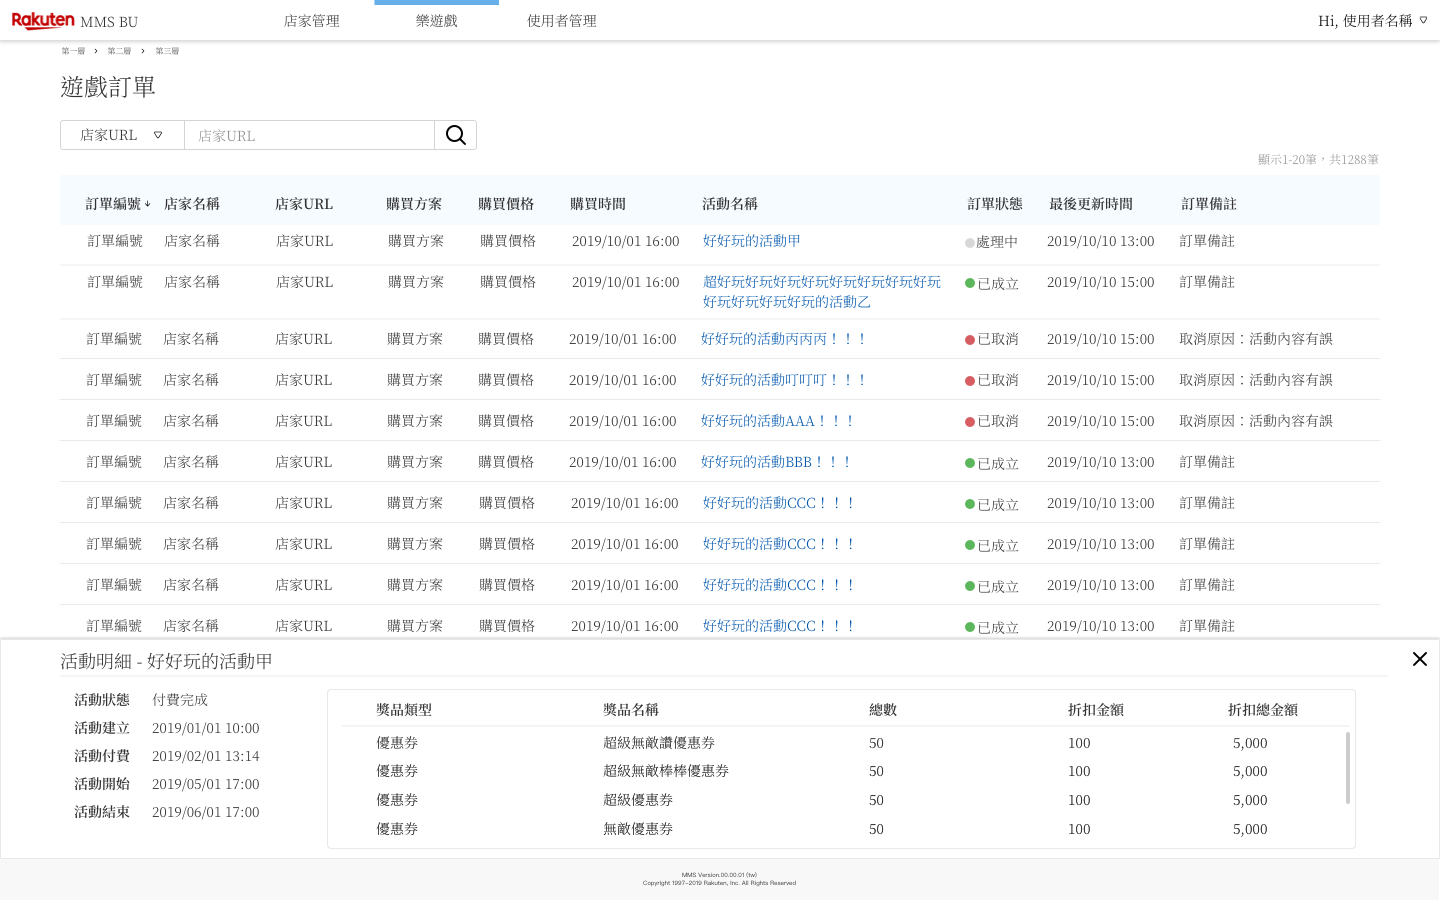 Rakuten MMS BU 店家管理 樂遊戲 使用者管理 Hi, 使用者名稱
第一層 › 第二層 › 第三層
遊戲訂單
店家URL 店家URL
顯示1-20筆，共1288筆
訂單編號↓ 店家名稱 店家URL 購買方案 購買價格 購買時間 活動名稱 訂單狀態 最後更新時間 訂單備註
訂單編號 店家名稱 店家URL 購買方案 購買價格 2019/10/01 16:00 好好玩的活動甲 處理中 2019/10/10 13:00 訂單備註
訂單編號 店家名稱 店家URL 購買方案 購買價格 2019/10/01 16:00 超好玩好玩好玩好玩好玩好玩好玩好玩 已成立 2019/10/10 15:00 訂單備註
好玩好玩好玩好玩的活動乙
訂單編號 店家名稱 店家URL 購買方案 購買價格 2019/10/01 16:00 好好玩的活動丙丙丙！！！ 已取消 2019/10/10 15:00 取消原因：活動內容有誤
訂單編號 店家名稱 店家URL 購買方案 購買價格 2019/10/01 16:00 好好玩的活動叮叮叮！！！ 已取消 2019/10/10 15:00 取消原因：活動內容有誤
訂單編號 店家名稱 店家URL 購買方案 購買價格 2019/10/01 16:00 好好玩的活動AAA！！！ 已取消 2019/10/10 15:00 取消原因：活動內容有誤
訂單編號 店家名稱 店家URL 購買方案 購買價格 2019/10/01 16:00 好好玩的活動BBB！！！ 已成立 2019/10/10 13:00 訂單備註
訂單編號 店家名稱 店家URL 購買方案 購買價格 2019/10/01 16:00 好好玩的活動CCC！！！ 已成立 2019/10/10 13:00 訂單備註
訂單編號 店家名稱 店家URL 購買方案 購買價格 2019/10/01 16:00 好好玩的活動CCC！！！ 已成立 2019/10/10 13:00 訂單備註
訂單編號 店家名稱 店家URL 購買方案 購買價格 2019/10/01 16:00 好好玩的活動CCC！！！ 已成立 2019/10/10 13:00 訂單備註
訂單編號 店家名稱 店家URL 購買方案 購買價格 2019/10/01 16:00 好好玩的活動CCC！！！ 已成立 2019/10/10 13:00 訂單備註
活動明細 - 好好玩的活動甲
活動狀態 付費完成
活動建立 2019/01/01 10:00
活動付費 2019/02/01 13:14
活動開始 2019/05/01 17:00
活動結束 2019/06/01 17:00
獎品類型 獎品名稱 總數 折扣金額 折扣總金額
優惠券 超級無敵讚優惠券 50 100 5,000
優惠券 超級無敵棒棒優惠券 50 100 5,000
優惠券 超級優惠券 50 100 5,000
優惠券 無敵優惠券 50 100 5,000
MMS Version.00.00.01 (tw)
Copyright 1997-2019 Rakuten, Inc. All Rights Reserved